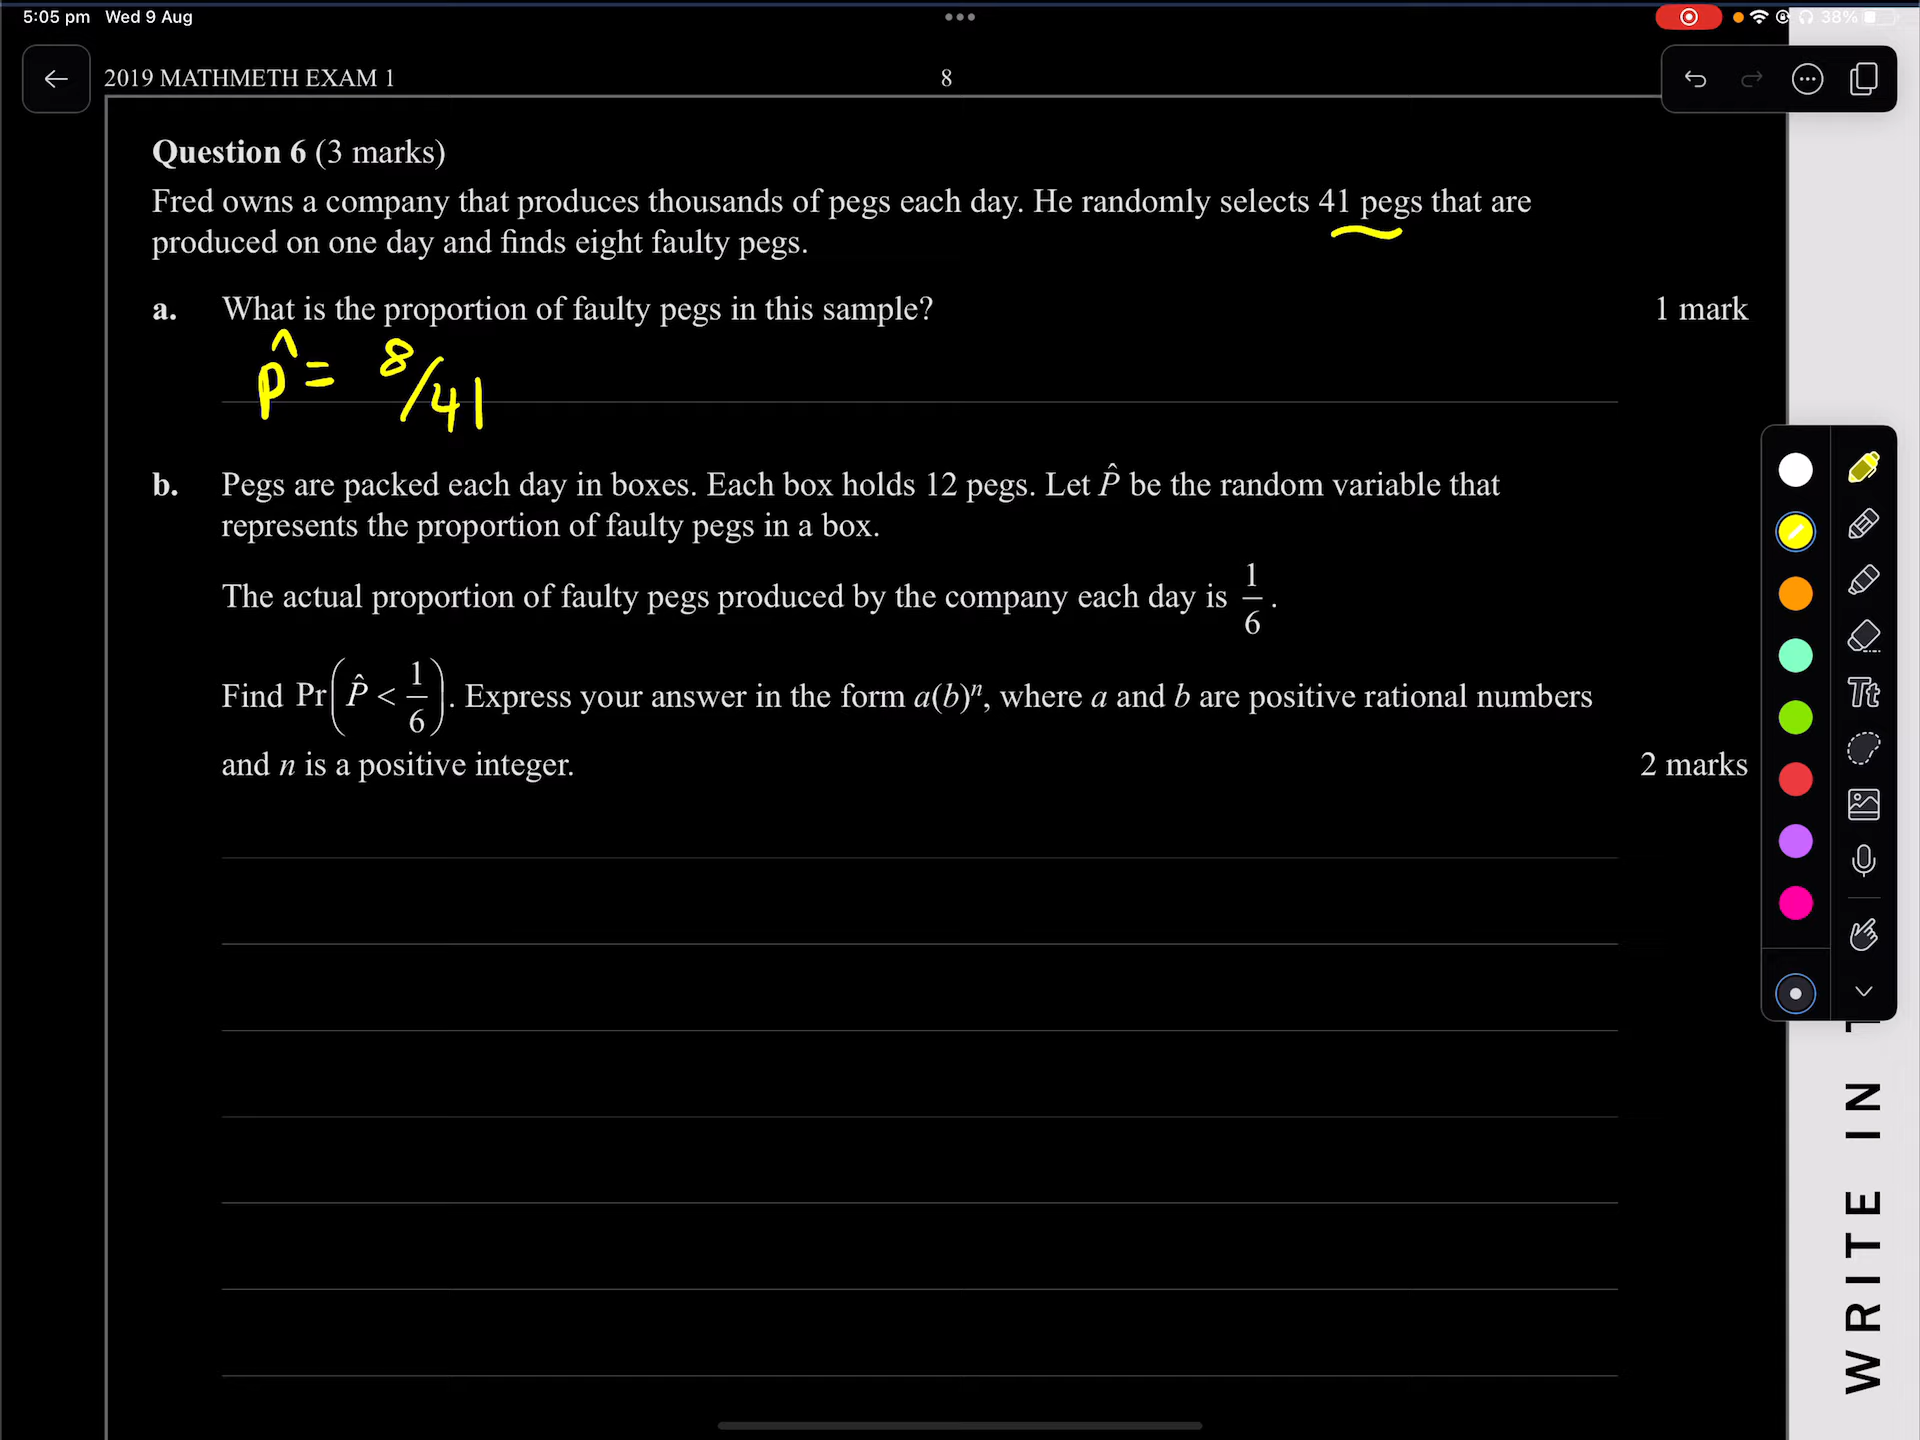 5:05 pm Wed 9 Aug
38%
2019 MATHMETH EXAM 1
8
Question 6 (3 marks)
Fred owns a company that produces thousands of pegs each day. He randomly selects 41 pegs that are
produced on one day and finds eight faulty pegs.
a. What is the proportion of faulty pegs in this sample? 1 mark
p̂ = 8/41
b. Pegs are packed each day in boxes. Each box holds 12 pegs. Let P̂ be the random variable that
represents the proportion of faulty pegs in a box.
The actual proportion of faulty pegs produced by the company each day is 1/6.
Find Pr(P̂ < 1/6). Express your answer in the form a(b)ⁿ, where a and b are positive rational numbers
and n is a positive integer. 2 marks
Tt
WRITE IN